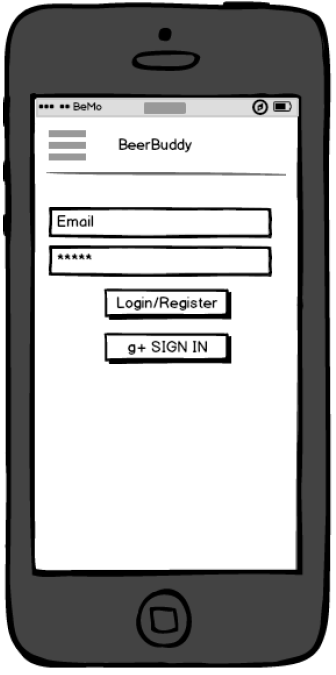 BeMo
BeerBuddy
Email
*****
Login/Register
g+ SIGN IN